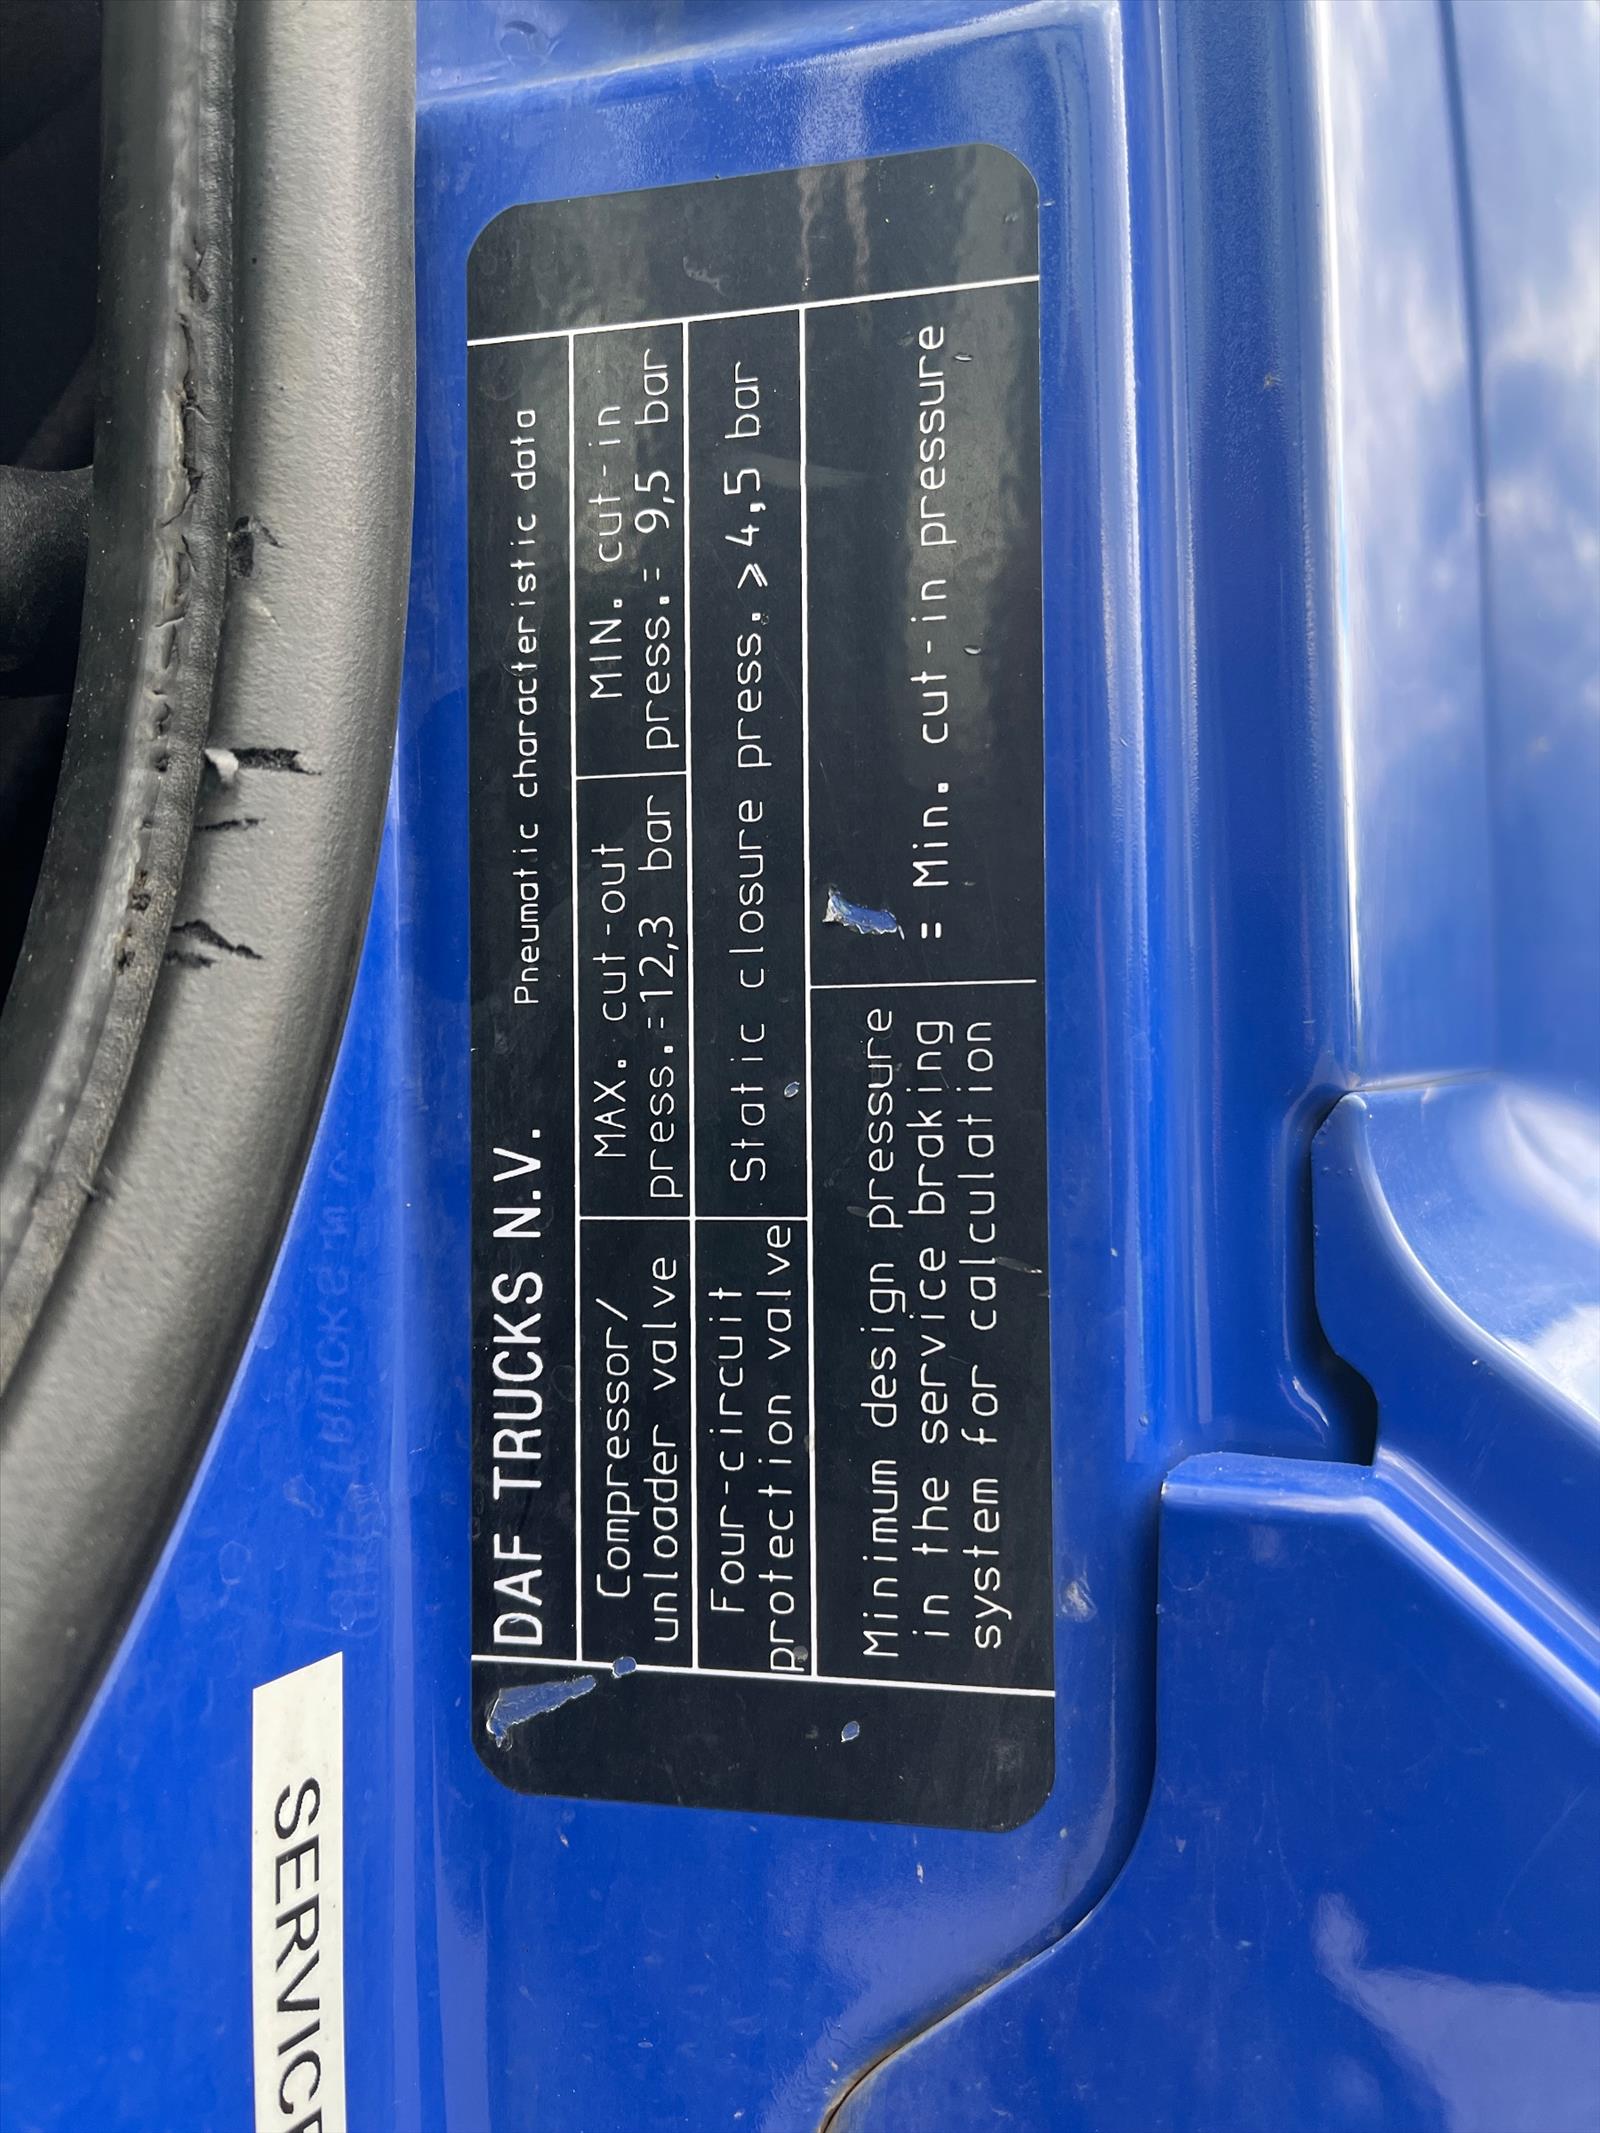 DAF TRUCKS N.V. Pneumatic characteristic data
Compressor/
unloader valve
MAX. cut-out
press.=12,3 bar
MIN. cut-in
press.= 9,5 bar
Four-circuit
protection valve
Static closure press. ⩾ 4,5 bar
Minimum design pressure
in the service braking
system for calculation
= Min. cut-in pressure
SERVICE